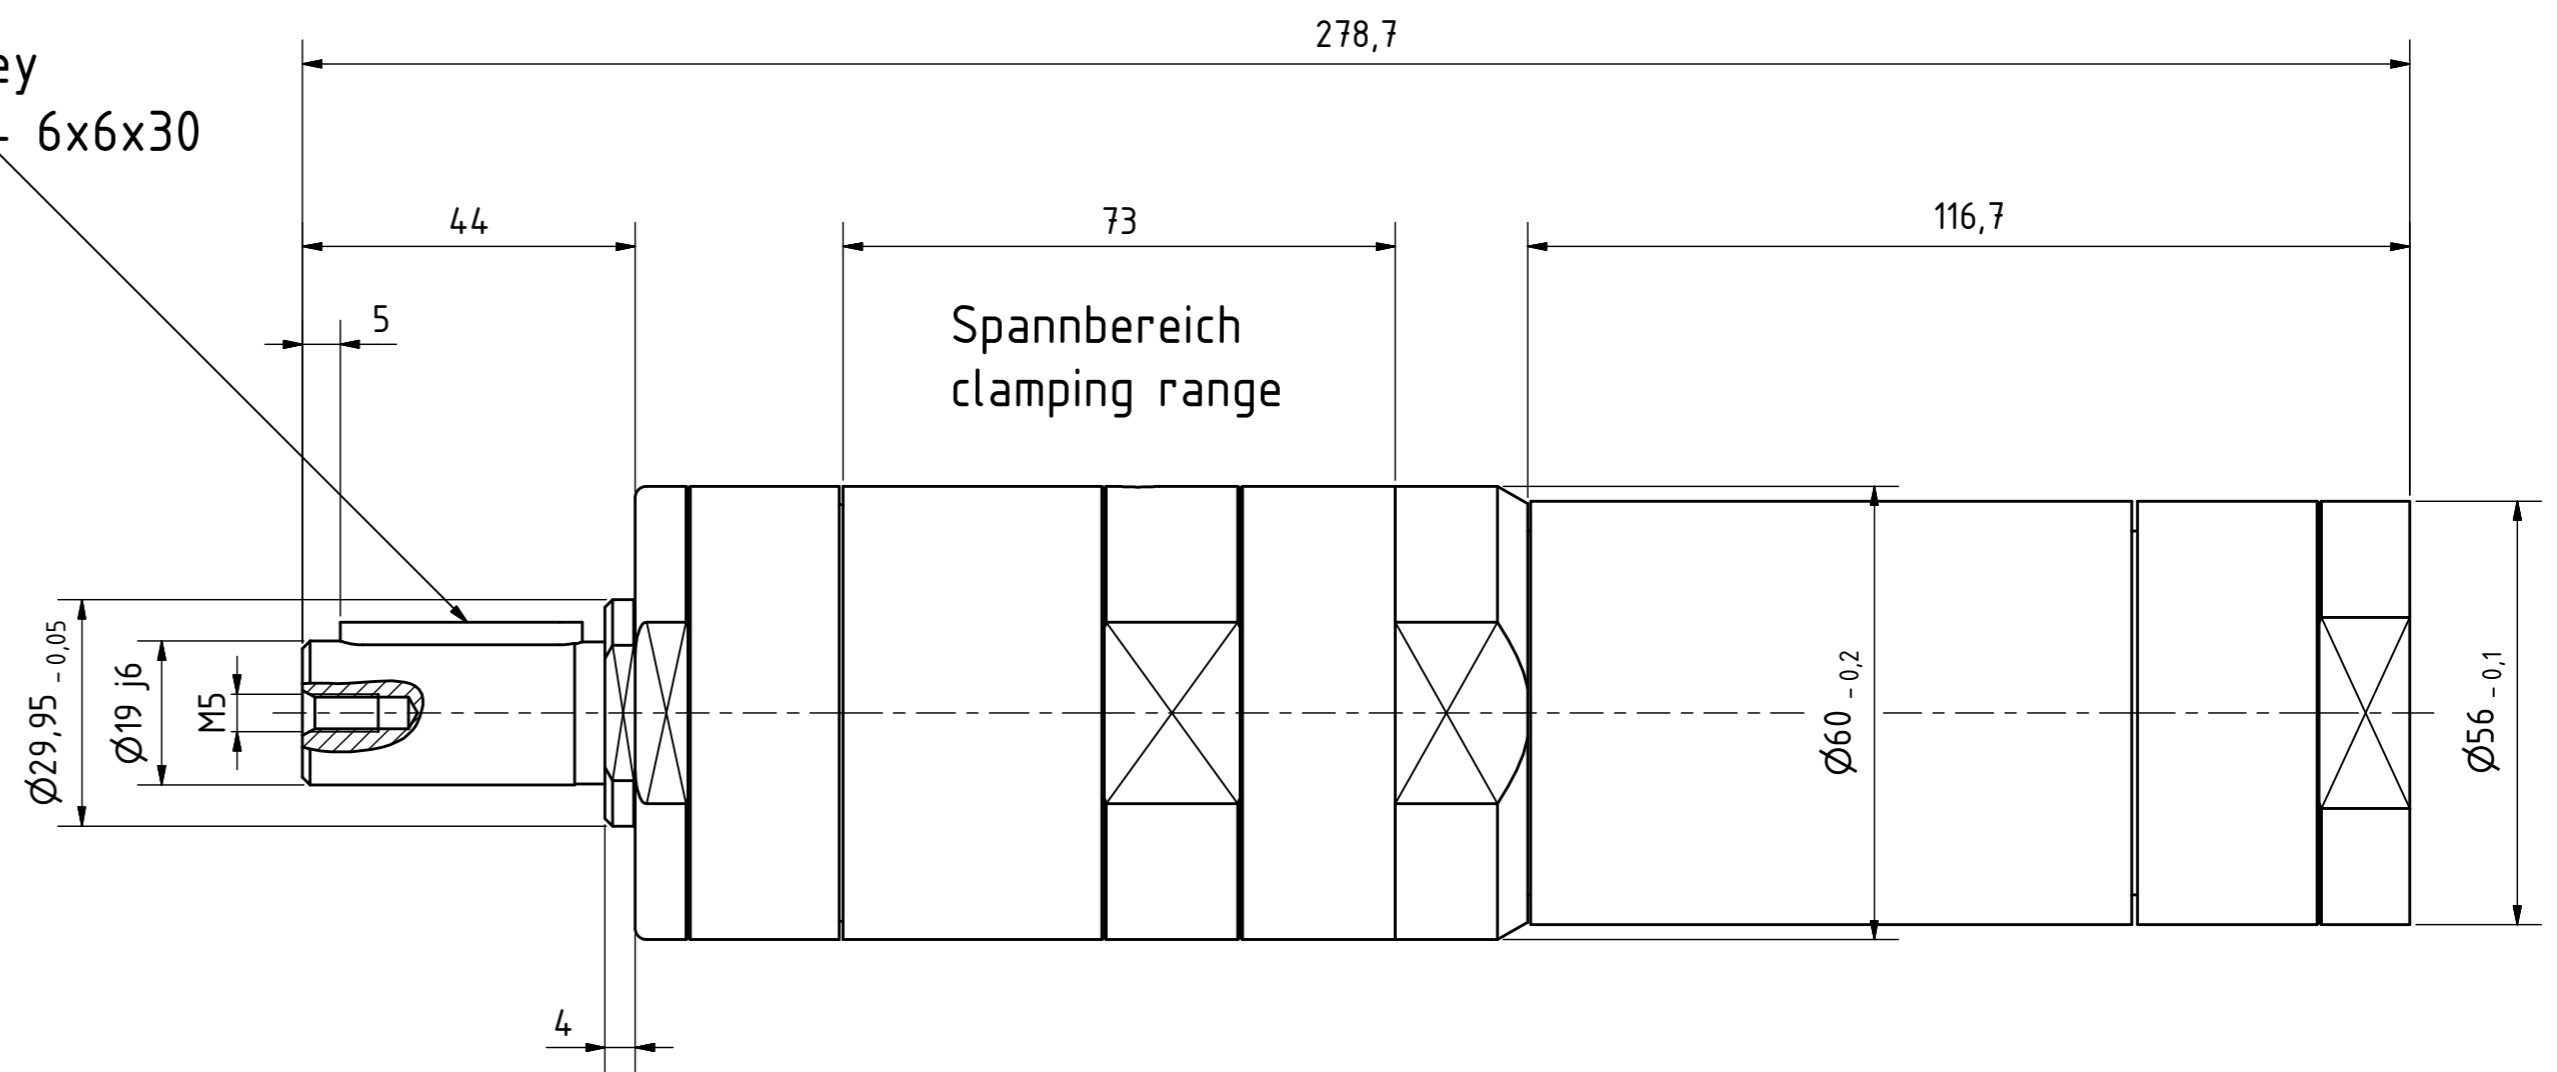 278,7
ey
6x6x30
44
73
116,7
5
Spannbereich
clamping range
Ø29,95 - 0,05
Ø19 j6
M5
Ø60 - 0,2
Ø56 - 0,1
4